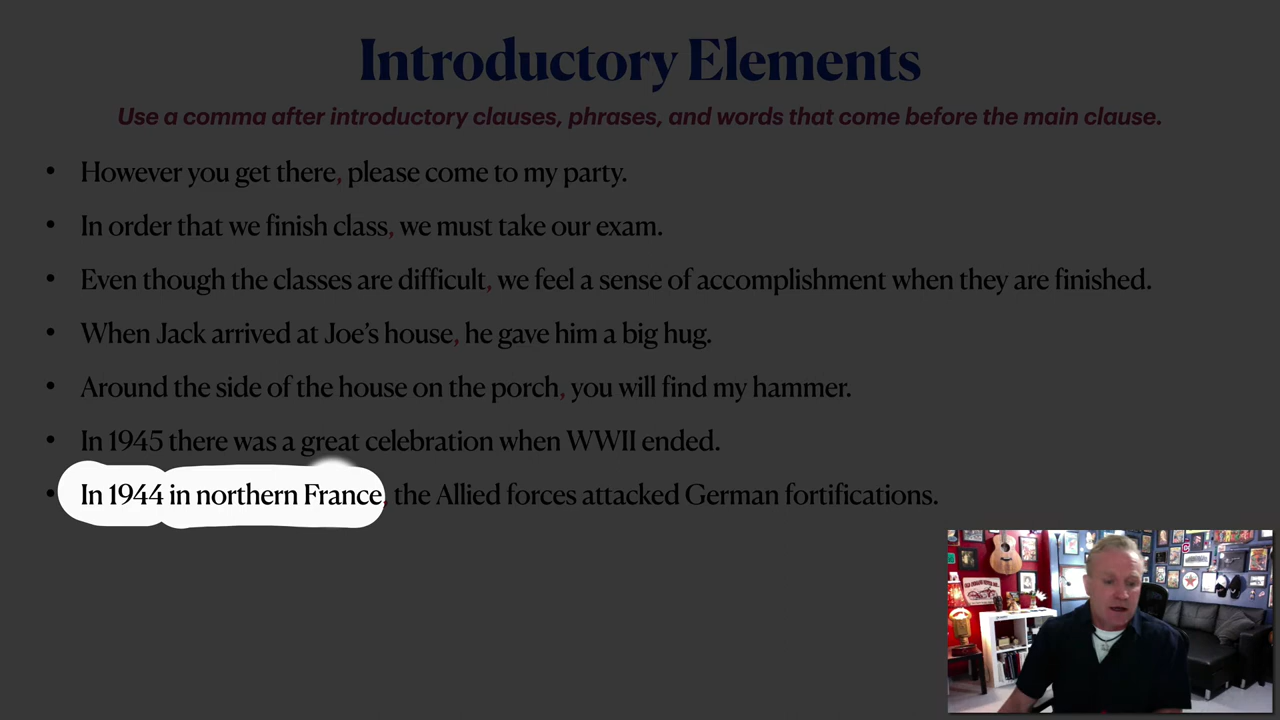 Introductory Elements
Use a comma after introductory clauses, phrases, and words that come before the main clause.
• However you get there, please come to my party.
• In order that we finish class, we must take our exam.
• Even though the classes are difficult, we feel a sense of accomplishment when they are finished.
• When Jack arrived at Joe’s house, he gave him a big hug.
• Around the side of the house on the porch, you will find my hammer.
• In 1945 there was a great celebration when WWII ended.
• In 1944 in northern France, the Allied forces attacked German fortifications.